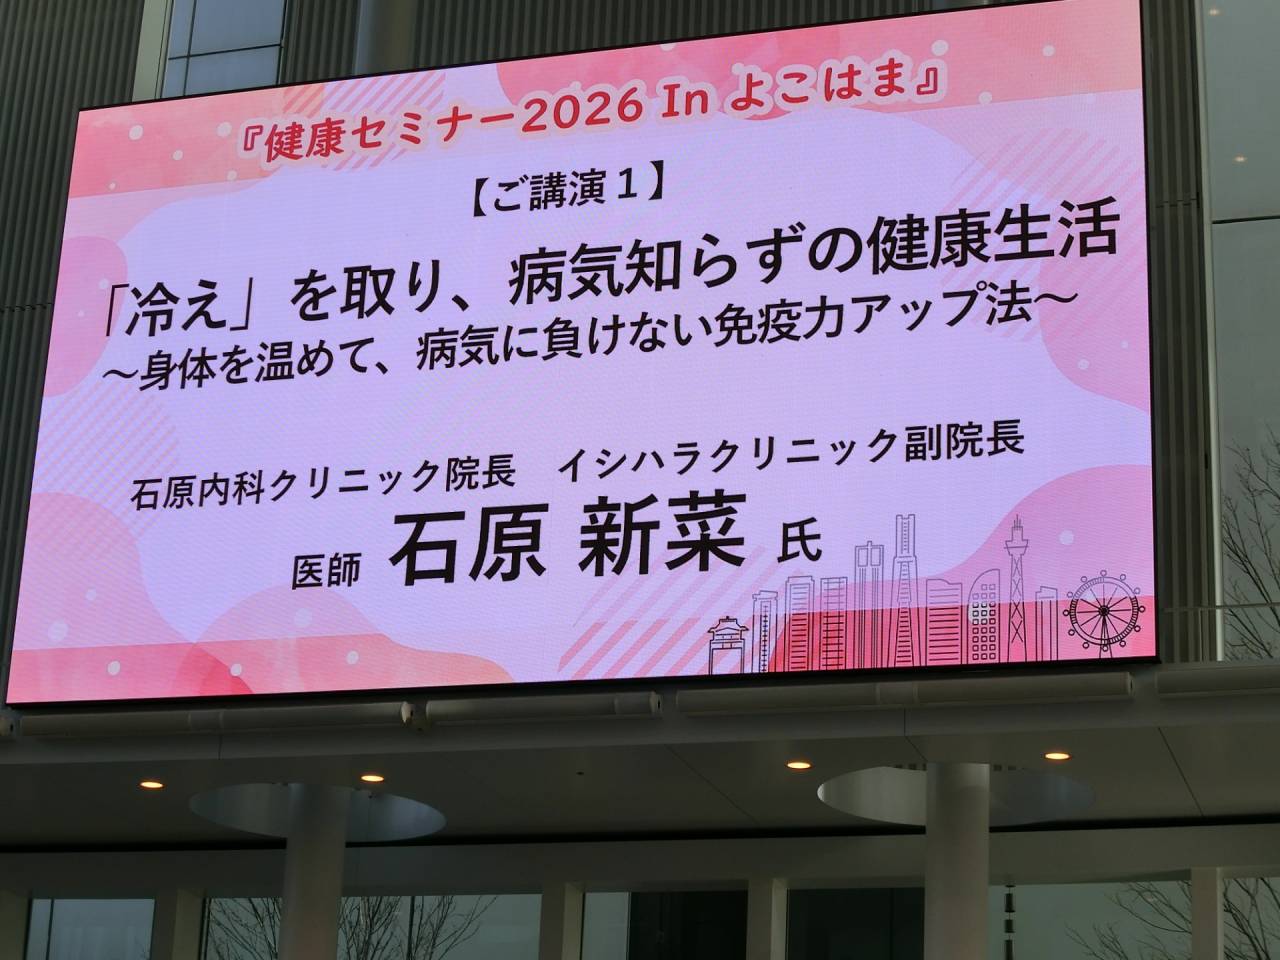 『健康セミナー2026 In よこはま』
【ご講演１】
「冷え」を取り、病気知らずの健康生活
～身体を温めて、病気に負けない免疫力アップ法～
石原内科クリニック院長　イシハラクリニック副院長
医師 石原 新菜 氏